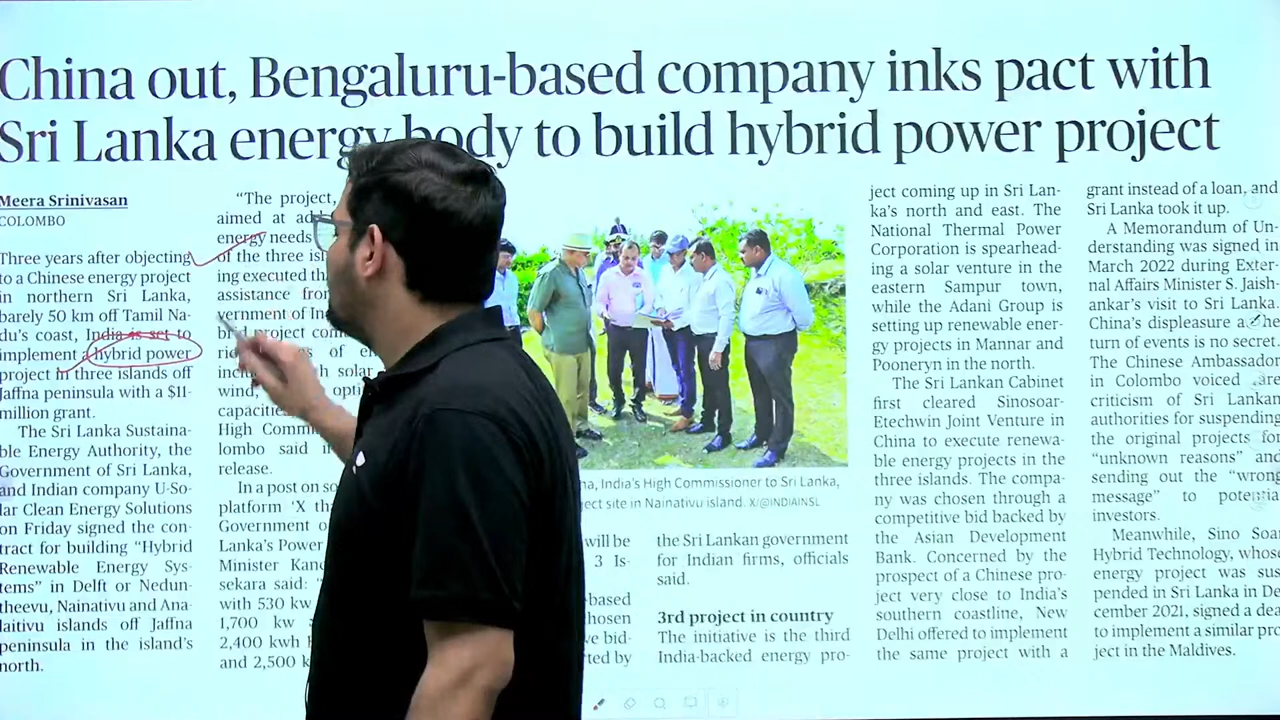 China out, Bengaluru-based company inks pact with
Sri Lanka energy body to build hybrid power project
Meera Srinivasan
COLOMBO
Three years after objecting
to a Chinese energy project
in northern Sri Lanka,
barely 50 km off Tamil Na-
du's coast, India is set to
implement a hybrid power
project in three islands off
Jaffna peninsula with a $11-
million grant.
The Sri Lanka Sustaina-
ble Energy Authority, the
Government of Sri Lanka,
and Indian company U-So-
lar Clean Energy Solutions
on Friday signed the con-
tract for building “Hybrid
Renewable Energy Sys-
tems” in Delft or Nedun-
theevu, Nainativu and Ana-
laitivu islands off Jaffna
peninsula in the island's
north.
“The project,
aimed at
energy needs
of the three
ing executed
assistance
project
of
solar
wind,
capacities
High
lombo said
release.
In a post on
platform ‘X
Government
Lanka's Power
Minister
sekara said:
with 530 kw
1,700 kw
2,400 kwh
and 2,500
India's High Commissioner to Sri Lanka,
site in Nainativu island. X/@INDIAINSL
will be
3 Is-
by
the Sri Lankan government
for Indian firms, officials
said.
3rd project in country
The initiative is the third
India-backed energy pro-
ject coming up in Sri Lan-
ka's north and east. The
National Thermal Power
Corporation is spearhead-
ing a solar venture in the
eastern Sampur town,
while the Adani Group is
setting up renewable ener-
gy projects in Mannar and
Pooneryn in the north.
The Sri Lankan Cabinet
first cleared Sinosoar-
Etechwin Joint Venture in
China to execute renewa-
ble energy projects in the
three islands. The compa-
ny was chosen through a
competitive bid backed by
the Asian Development
Bank. Concerned by the
prospect of a Chinese pro-
ject very close to India's
southern coastline, New
Delhi offered to implement
the same project with a
grant instead of a loan, and
Sri Lanka took it up.
A Memorandum of Un-
derstanding was signed in
March 2022 during Exter-
nal Affairs Minister S. Jaish-
ankar's visit to Sri Lanka.
China's displeasure at the
turn of events is no secret.
The Chinese Ambassador
in Colombo voiced rare
criticism of Sri Lankan
authorities for suspending
the original projects for
“unknown reasons” and
sending out the “wrong
message” to potential
investors.
Meanwhile, Sino Soar
Hybrid Technology, whose
energy project was sus-
pended in Sri Lanka in De-
cember 2021, signed a deal
to implement a similar pro-
ject in the Maldives.